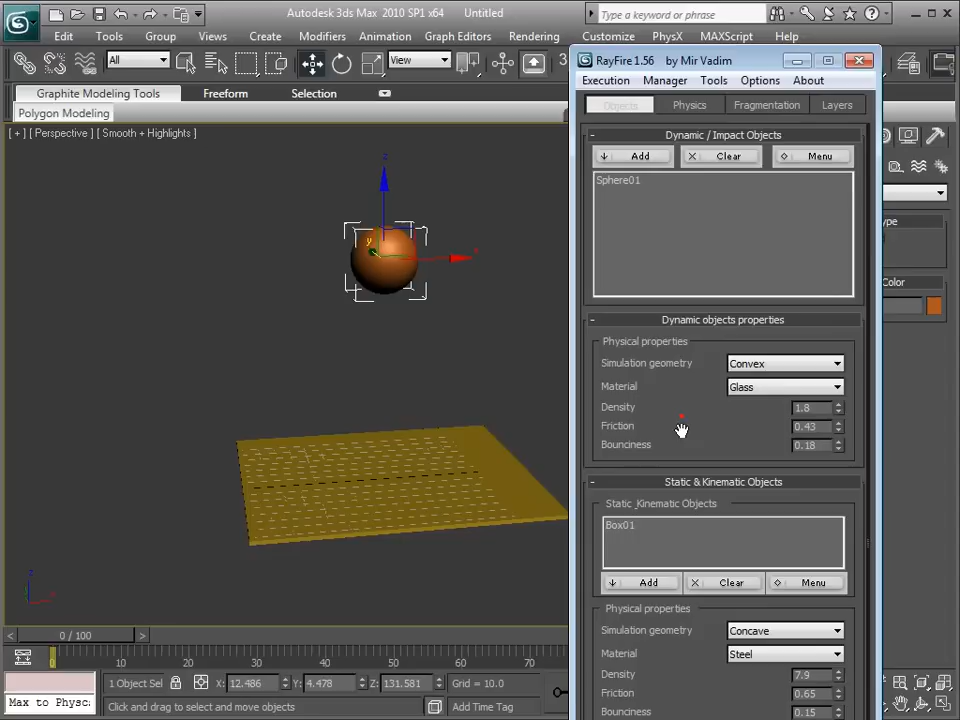 Autodesk 3ds Max 2010 SP1 x64 Untitled
Type a keyword or phrase
File Edit Tools Group Views Create Modifiers Animation Graph Editors Rendering Customize PhysX MAXScript Help
All
View
3
Graphite Modeling Tools Freeform Selection
Polygon Modeling
[ + ] [ Perspective ] [ Smooth + Highlights ]
z
y
x
RayFire 1.56 by Mir Vadim
Execution Manager Tools Options About
Objects Physics Fragmentation Layers
Dynamic / Impact Objects
Add Clear Menu
Sphere01
Dynamic objects properties
Physical properties
Simulation geometry Convex
Material Glass
Density 1.8
Friction 0.43
Bounciness 0.18
Static & Kinematic Objects
Static_Kinematic Objects
Box01
Add Clear Menu
Physical properties
Simulation geometry Concave
Material Steel
Density 7.9
Friction 0.65
Bounciness 0.15
ype
Color
0 / 100
0 10 20 30 40 50 60 70
1 Object Sel X: 12.486 Y: 4.478 Z: 131.581 Grid = 10.0
Max to Physc
Click and drag to select and move objects Add Time Tag